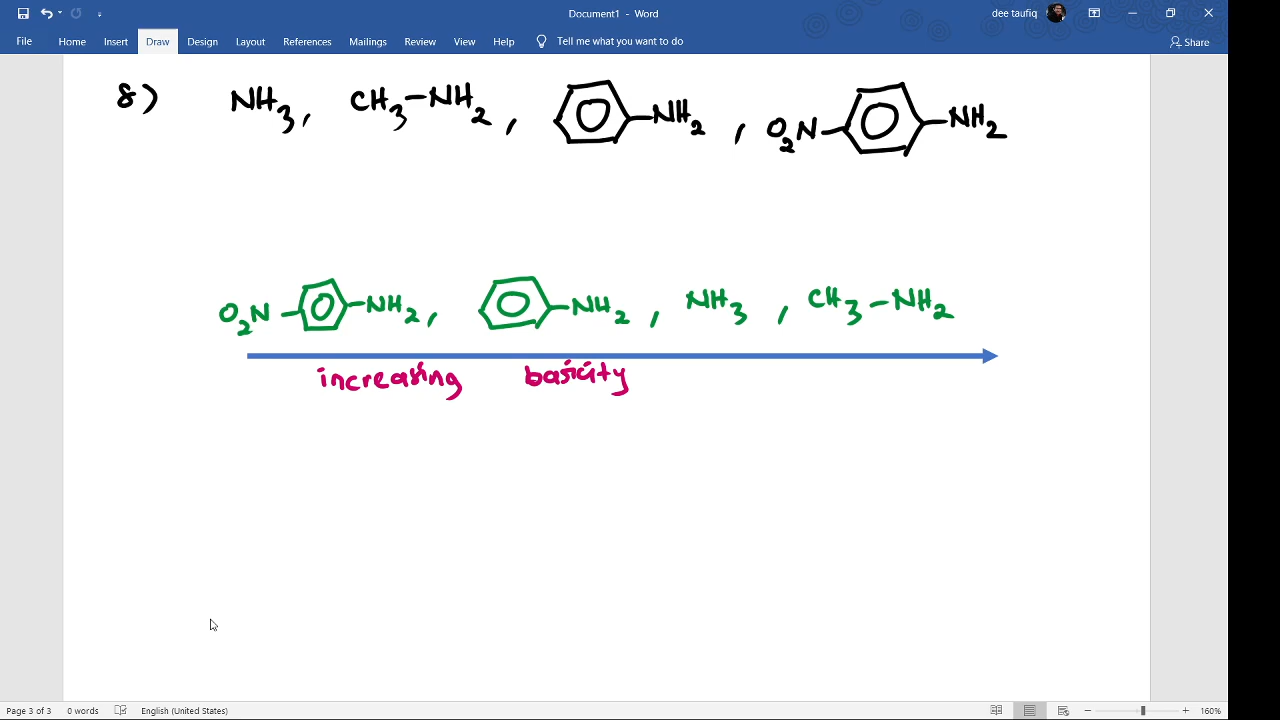 Document1 - Word
dee taufiq
File Home Insert Draw Design Layout References Mailings Review View Help Tell me what you want to do Share
8) NH3, CH3-NH2, -NH2, O2N- -NH2
O2N- -NH2, -NH2, NH3, CH3-NH2
increasing basicity
Page 3 of 3 0 words English (United States) 160%